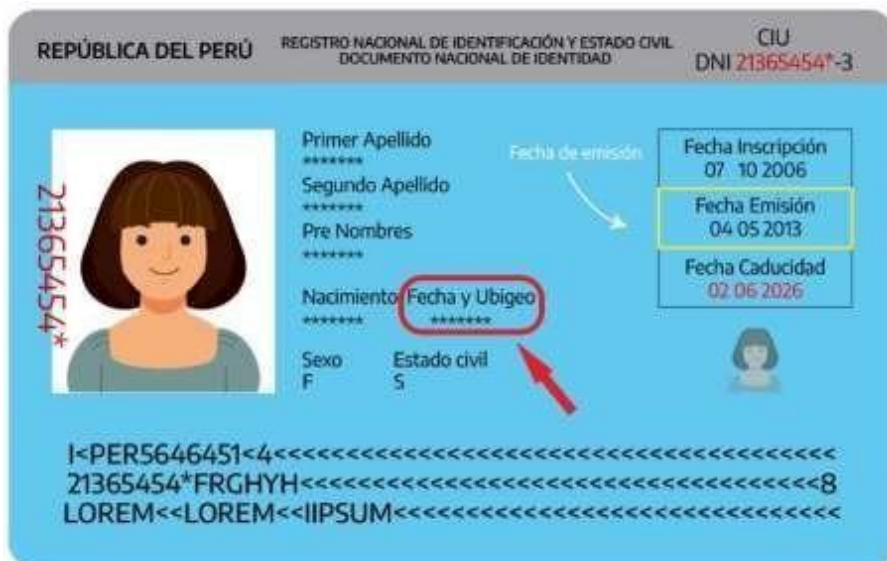 REPÚBLICA DEL PERÚ
REGISTRO NACIONAL DE IDENTIFICACIÓN Y ESTADO CIVIL
DOCUMENTO NACIONAL DE IDENTIDAD
CIU
DNI 21365454*-3
21365454*
Primer Apellido
*******
Segundo Apellido
*******
Pre Nombres
*******
Nacimiento: Fecha y Ubigeo
******* *******
Sexo Estado civil
F S
Fecha de emisión
Fecha Inscripción
07 10 2006
Fecha Emisión
04 05 2013
Fecha Caducidad
02 06 2026
I<PER5646451<4<<<<<<<<<<<<<<<<<<<<<<<<<<<<<<<<<<
21365454*FRGHYH<<<<<<<<<<<<<<<<<<<<<<<<<<<<<<<8
LOREM<<LOREM<<IIPSUM<<<<<<<<<<<<<<<<<<<<<<<<<<<